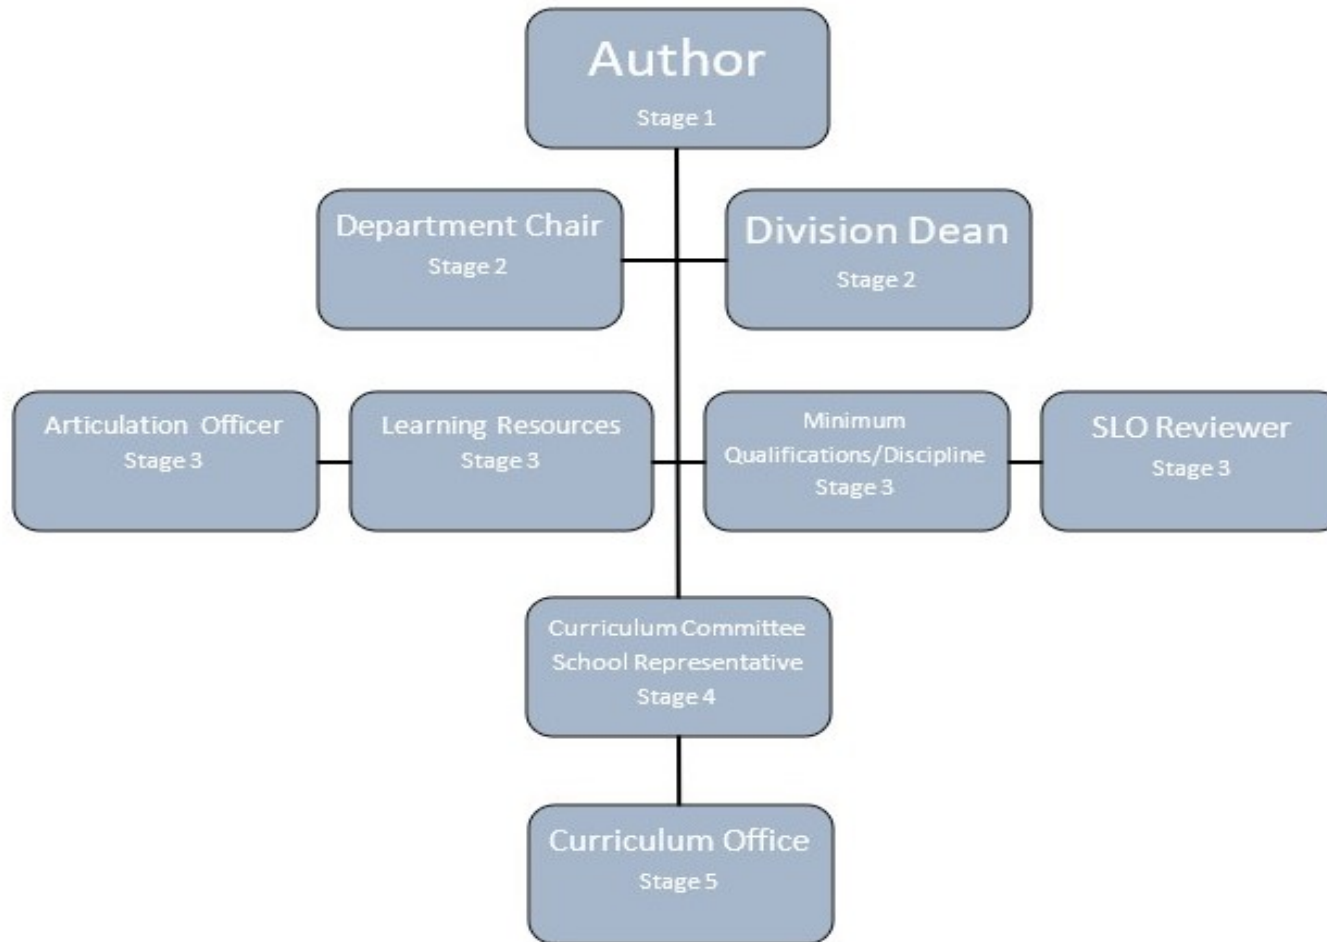 Author
Stage 1
Department Chair
Stage 2
Division Dean
Stage 2
Articulation Officer
Stage 3
Learning Resources
Stage 3
Minimum
Qualifications/Discipline
Stage 3
SLO Reviewer
Stage 3
Curriculum Committee
School Representative
Stage 4
Curriculum Office
Stage 5